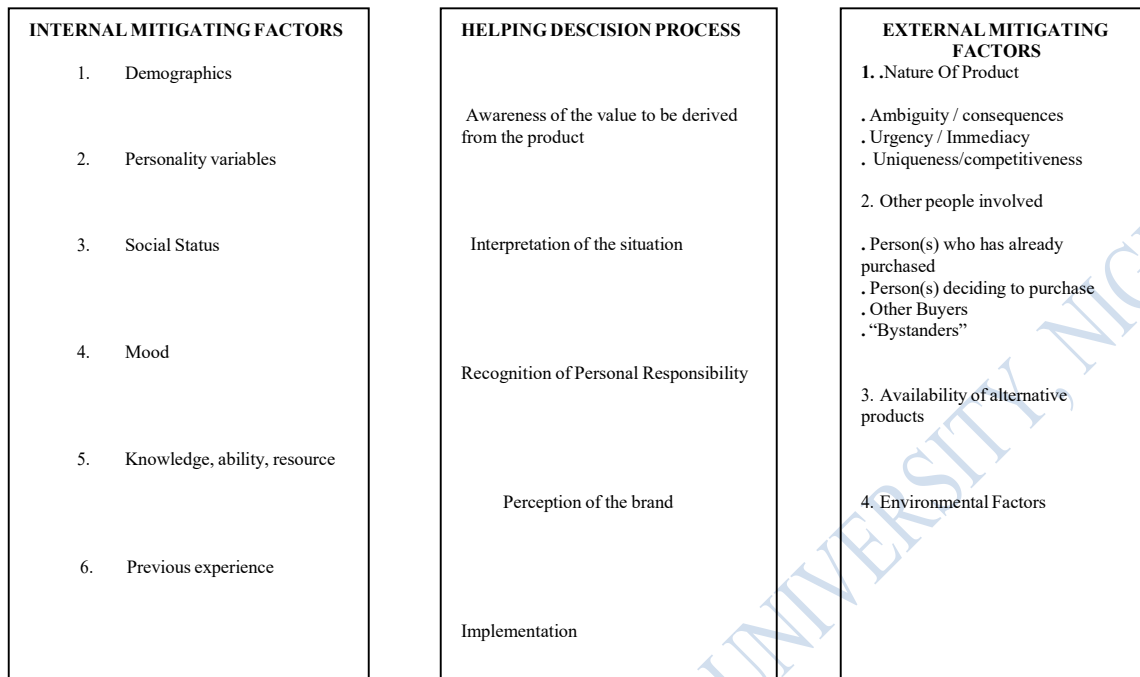 INTERNAL MITIGATING FACTORS
1. Demographics
2. Personality variables
3. Social Status
4. Mood
5. Knowledge, ability, resource
6. Previous experience
HELPING DESCISION PROCESS
Awareness of the value to be derived
from the product
Interpretation of the situation
Recognition of Personal Responsibility
Perception of the brand
Implementation
EXTERNAL MITIGATING
FACTORS
1. .Nature Of Product
. Ambiguity / consequences
. Urgency / Immediacy
. Uniqueness/competitiveness
2. Other people involved
. Person(s) who has already
purchased
. Person(s) deciding to purchase
. Other Buyers
. “Bystanders”
3. Availability of alternative
products
4. Environmental Factors
UNIVERSITY, NIG